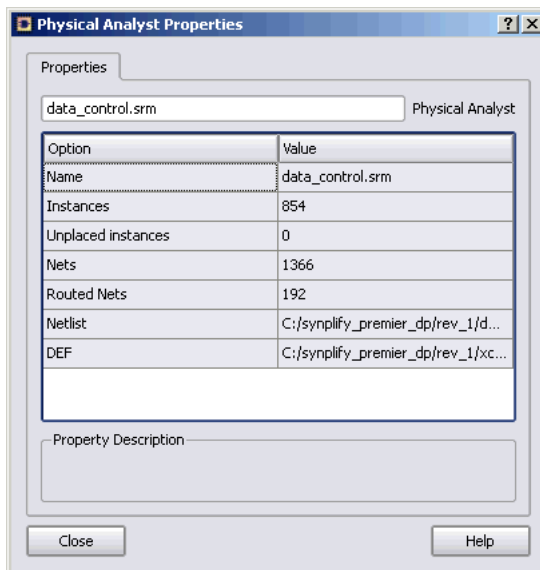 Physical Analyst Properties
Properties
data_control.srm Physical Analyst
Option Value
Name data_control.srm
Instances 854
Unplaced instances 0
Nets 1366
Routed Nets 192
Netlist C:/synplify_premier_dp/rev_1/d...
DEF C:/synplify_premier_dp/rev_1/xc...
Property Description
Close Help